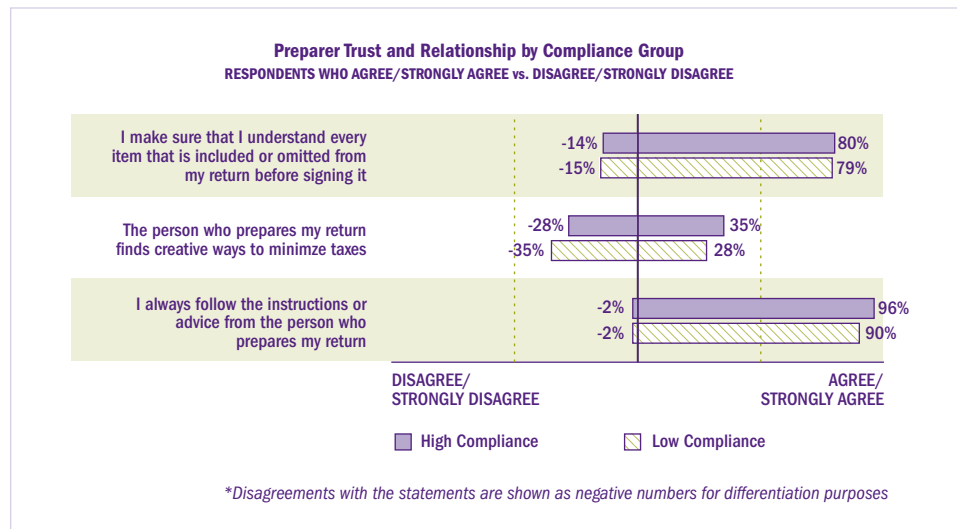 Preparer Trust and Relationship by Compliance Group
RESPONDENTS WHO AGREE/STRONGLY AGREE vs. DISAGREE/STRONGLY DISAGREE
I make sure that I understand every
item that is included or omitted from
my return before signing it
-14% 80%
-15% 79%
The person who prepares my return
finds creative ways to minimze taxes
-28% 35%
-35% 28%
I always follow the instructions or
advice from the person who
prepares my return
-2% 96%
-2% 90%
DISAGREE/
STRONGLY DISAGREE
AGREE/
STRONGLY AGREE
High Compliance
Low Compliance
*Disagreements with the statements are shown as negative numbers for differentiation purposes